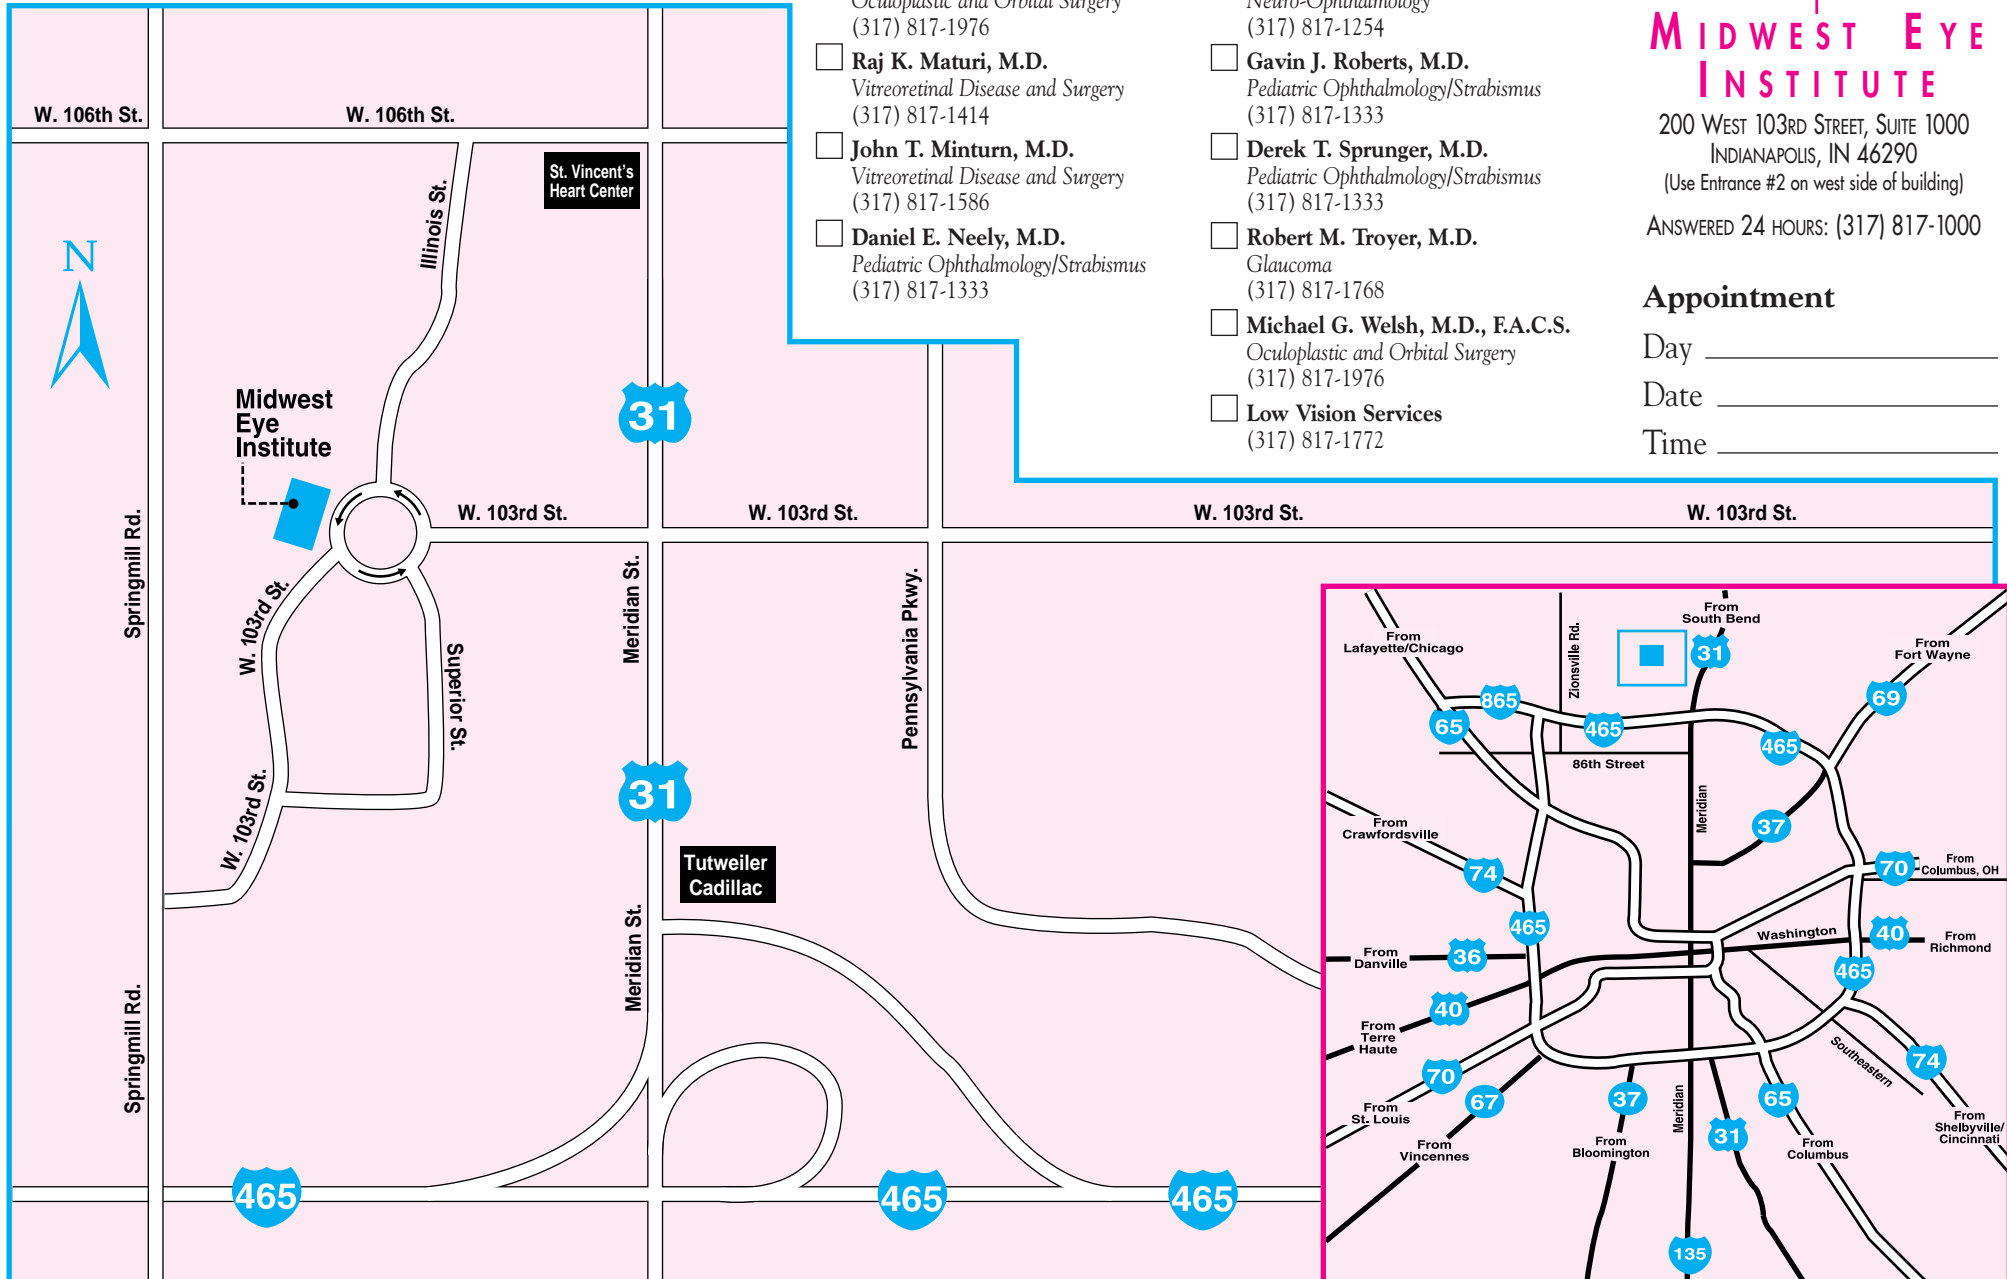 Oculoplastic and Orbital Surgery
(317) 817-1976
Raj K. Maturi, M.D.
Vitreoretinal Disease and Surgery
(317) 817-1414
John T. Minturn, M.D.
Vitreoretinal Disease and Surgery
(317) 817-1586
Daniel E. Neely, M.D.
Pediatric Ophthalmology/Strabismus
(317) 817-1333
Neuro-Ophthalmology
(317) 817-1254
Gavin J. Roberts, M.D.
Pediatric Ophthalmology/Strabismus
(317) 817-1333
Derek T. Sprunger, M.D.
Pediatric Ophthalmology/Strabismus
(317) 817-1333
Robert M. Troyer, M.D.
Glaucoma
(317) 817-1768
Michael G. Welsh, M.D., F.A.C.S.
Oculoplastic and Orbital Surgery
(317) 817-1976
Low Vision Services
(317) 817-1772
MIDWEST EYE
INSTITUTE
200 WEST 103RD STREET, SUITE 1000
INDIANAPOLIS, IN 46290
(Use Entrance #2 on west side of building)
ANSWERED 24 HOURS: (317) 817-1000
Appointment
Day
Date
Time
W. 106th St.
W. 106th St.
St. Vincent's
Heart Center
Illinois St.
N
Midwest
Eye
Institute
31
W. 103rd St.
W. 103rd St.
W. 103rd St.
W. 103rd St.
Springmill Rd.
W. 103rd St.
Superior St.
Meridian St.
Pennsylvania Pkwy.
W. 103rd St.
31
Tutweiler
Cadillac
Meridian St.
Springmill Rd.
465
465
465
From
South Bend
From
Lafayette/Chicago
Zionsville Rd.
31
From
Fort Wayne
69
865
65
465
465
86th Street
Meridian
37
From
Crawfordsville
74
70
From
Columbus, OH
465
Washington
40
From
Richmond
From
Danville
36
465
40
From
Terre
Haute
Southeastern
74
70
67
37
65
From
St. Louis
Meridian
31
From
Shelbyville/
Cincinnati
From
Vincennes
From
Bloomington
From
Columbus
135